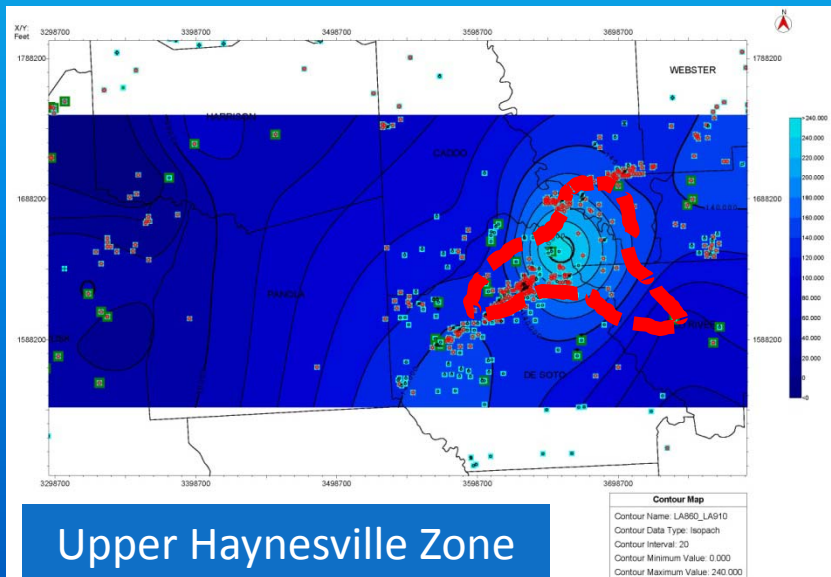 N
X/Y:
Feet
3298700 3398700 3498700 3598700 3698700
1788200 1788200
WEBSTER
HARRISON
>240.000
240.000
220.000
200.000
180.000
160.000
140.000
120.000
100.000
80.000
60.000
40.000
20.000
0.000
<0
CADDO
1688200 1688200
PANOLA
1588200 1588200
DE SOTO
3298700 3398700 3498700 3598700 3698700
Contour Map
Contour Name: LA860_LA910
Contour Data Type: Isopach
Contour Interval: 20
Contour Minimum Value: 0.000
Contour Maximum Value: 240.000
Upper Haynesville Zone